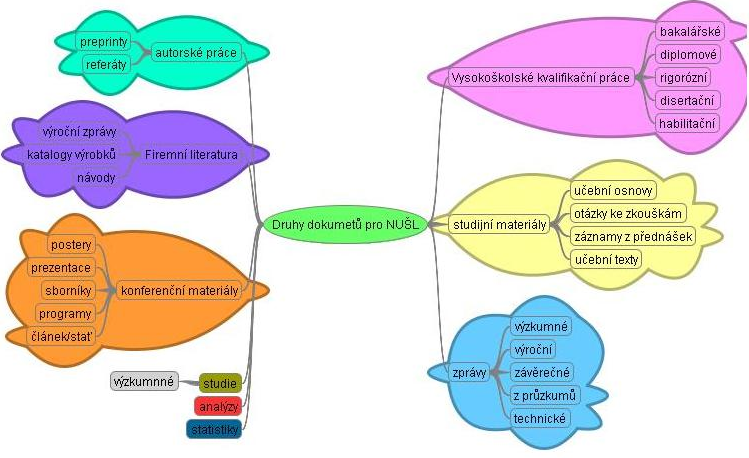 preprinty
referáty
autorské práce
výroční zprávy
katalogy výrobků
návody
Firemní literatura
postery
prezentace
sborníky
programy
článek/stať
konferenční materiály
výzkumnné
studie
analýzy
statistiky
Druhy dokumetů pro NUŠL
Vysokoškolské kvalifikační práce
bakalářské
diplomové
rigorózní
disertační
habilitační
studijní materiály
učební osnovy
otázky ke zkouškám
záznamy z přednášek
učební texty
zprávy
výzkumné
výroční
závěrečné
z průzkumů
technické